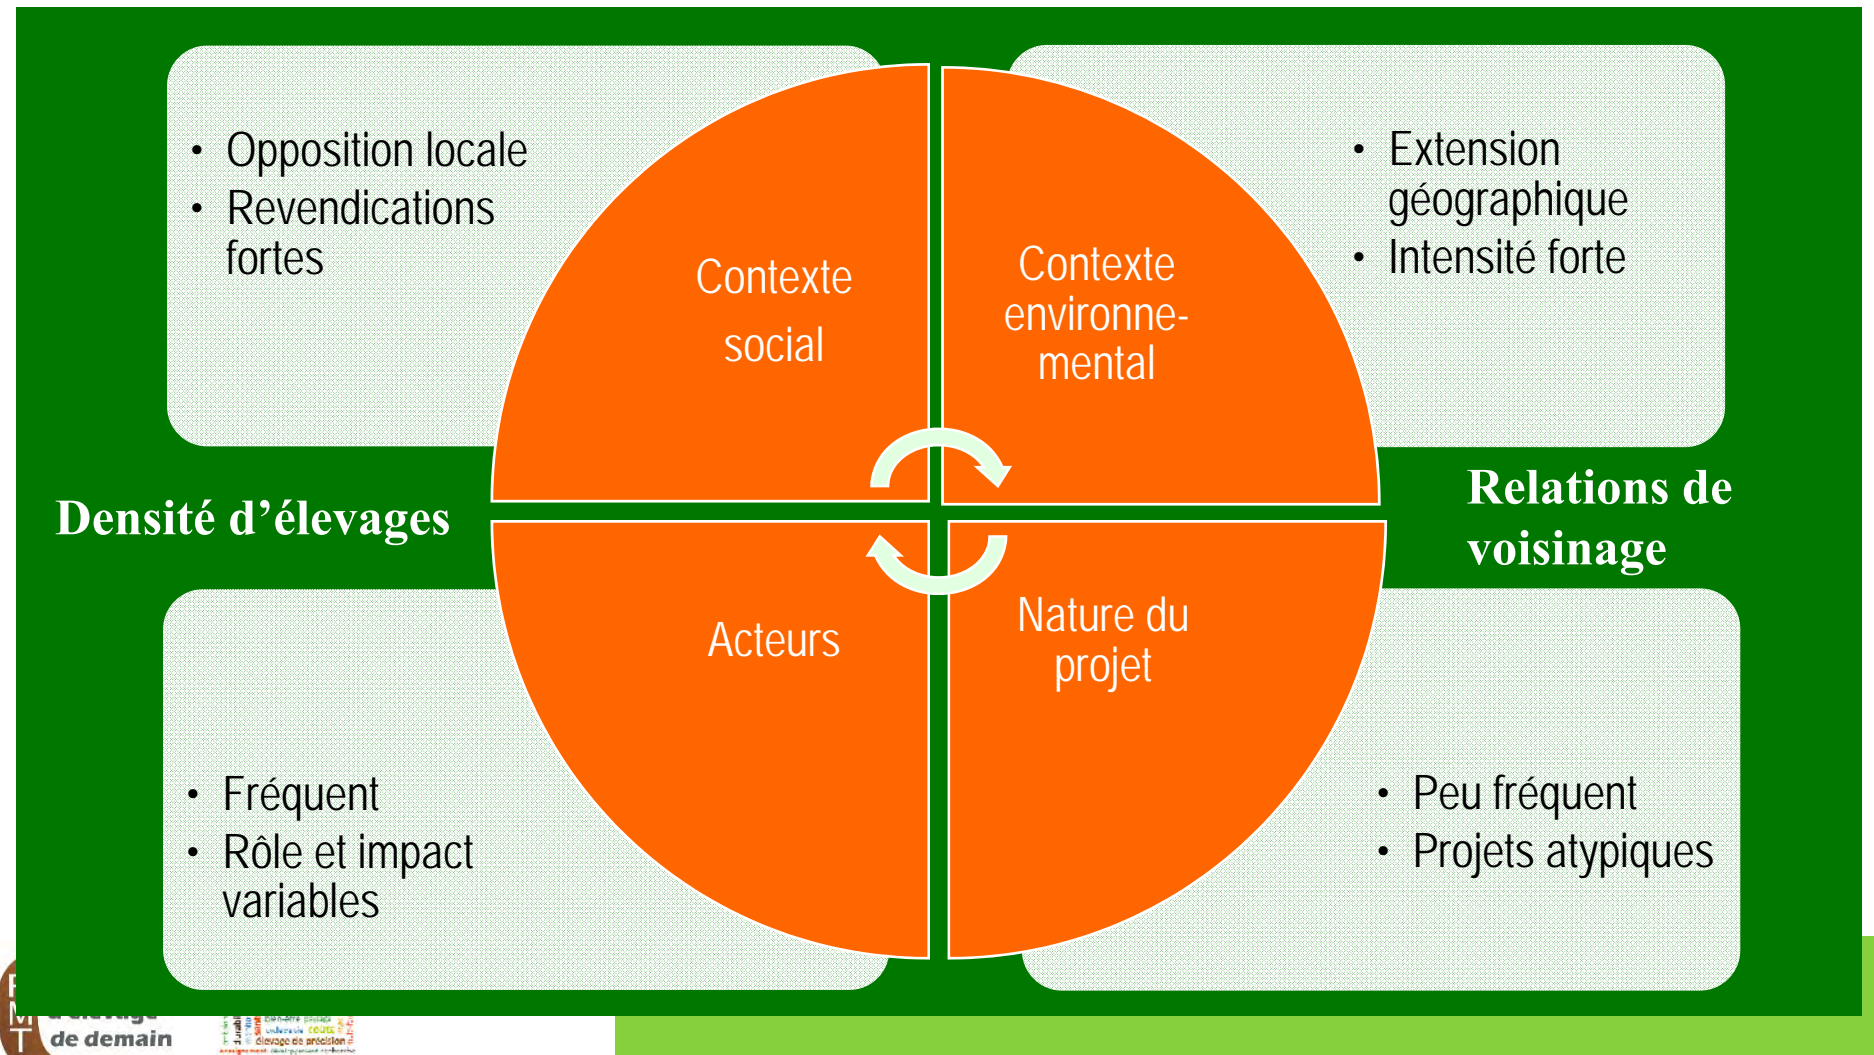 • Opposition locale
• Revendications
fortes
Contexte
social
Contexte
environne-
mental
• Extension
géographique
• Intensité forte
Densité d’élevages
Relations de
voisinage
Acteurs
Nature du
projet
• Fréquent
• Rôle et impact
variables
• Peu fréquent
• Projets atypiques
MT
de demain
élevage de précision